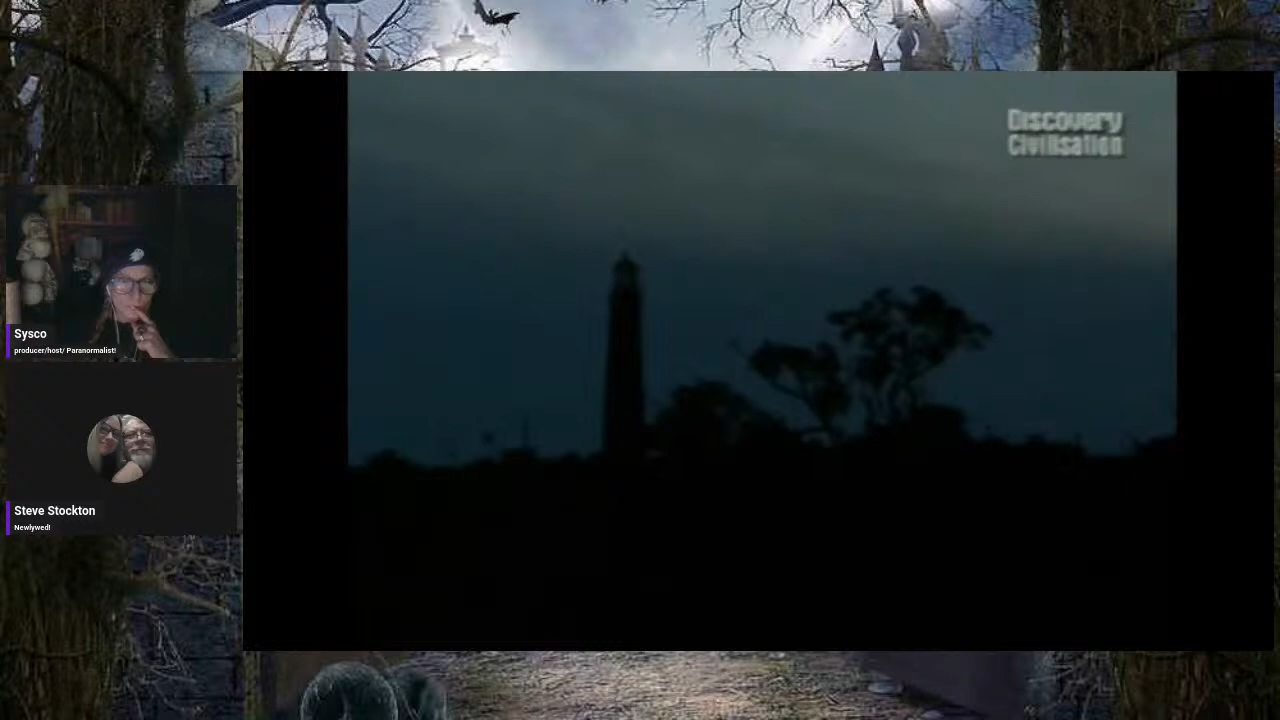 Discovery
Civilisation
Sysco
producer/host/ Paranormalist!
Steve Stockton
Newlywed!